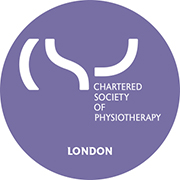 CHARTERED
SOCIETY
OF
PHYSIOTHERAPY
LONDON